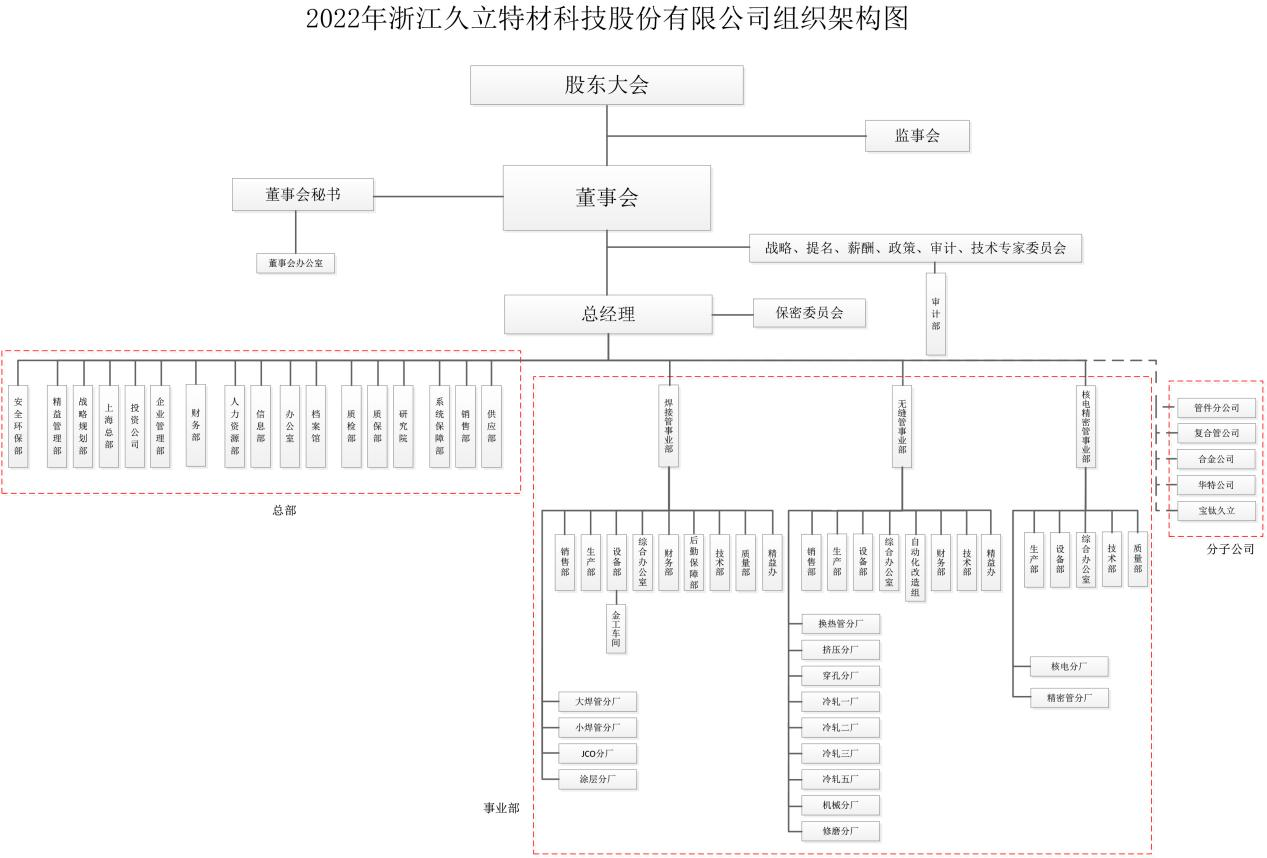 2022年浙江久立特材科技股份有限公司组织架构图
股东大会
监事会
董事会秘书
董事会
董事会办公室
战略、提名、薪酬、政策、审计、技术专家委员会
审计部
总经理
保密委员会
安全环保部
精益管理部
战略规划部
上海总部
投资公司
企业管理部
财务部
人力资源部
信息部
办公室
档案馆
质检部
质保部
研究院
系统保障部
销售部
供应部
总部
焊接管事业部
无缝管事业部
核电精密管事业部
管件分公司
复合管公司
合金公司
华特公司
宝钛久立
分子公司
销售部
生产部
设备部
综合办公室
财务部
后勤保障部
技术部
质量部
精益办
金工车间
大焊管分厂
小焊管分厂
JCO分厂
涂层分厂
销售部
生产部
设备部
综合办公室
自动化改造组
财务部
技术部
精益办
换热管分厂
挤压分厂
穿孔分厂
冷轧一厂
冷轧二厂
冷轧三厂
冷轧五厂
机械分厂
修磨分厂
生产部
设备部
综合办公室
技术部
质量部
核电分厂
精密管分厂
事业部